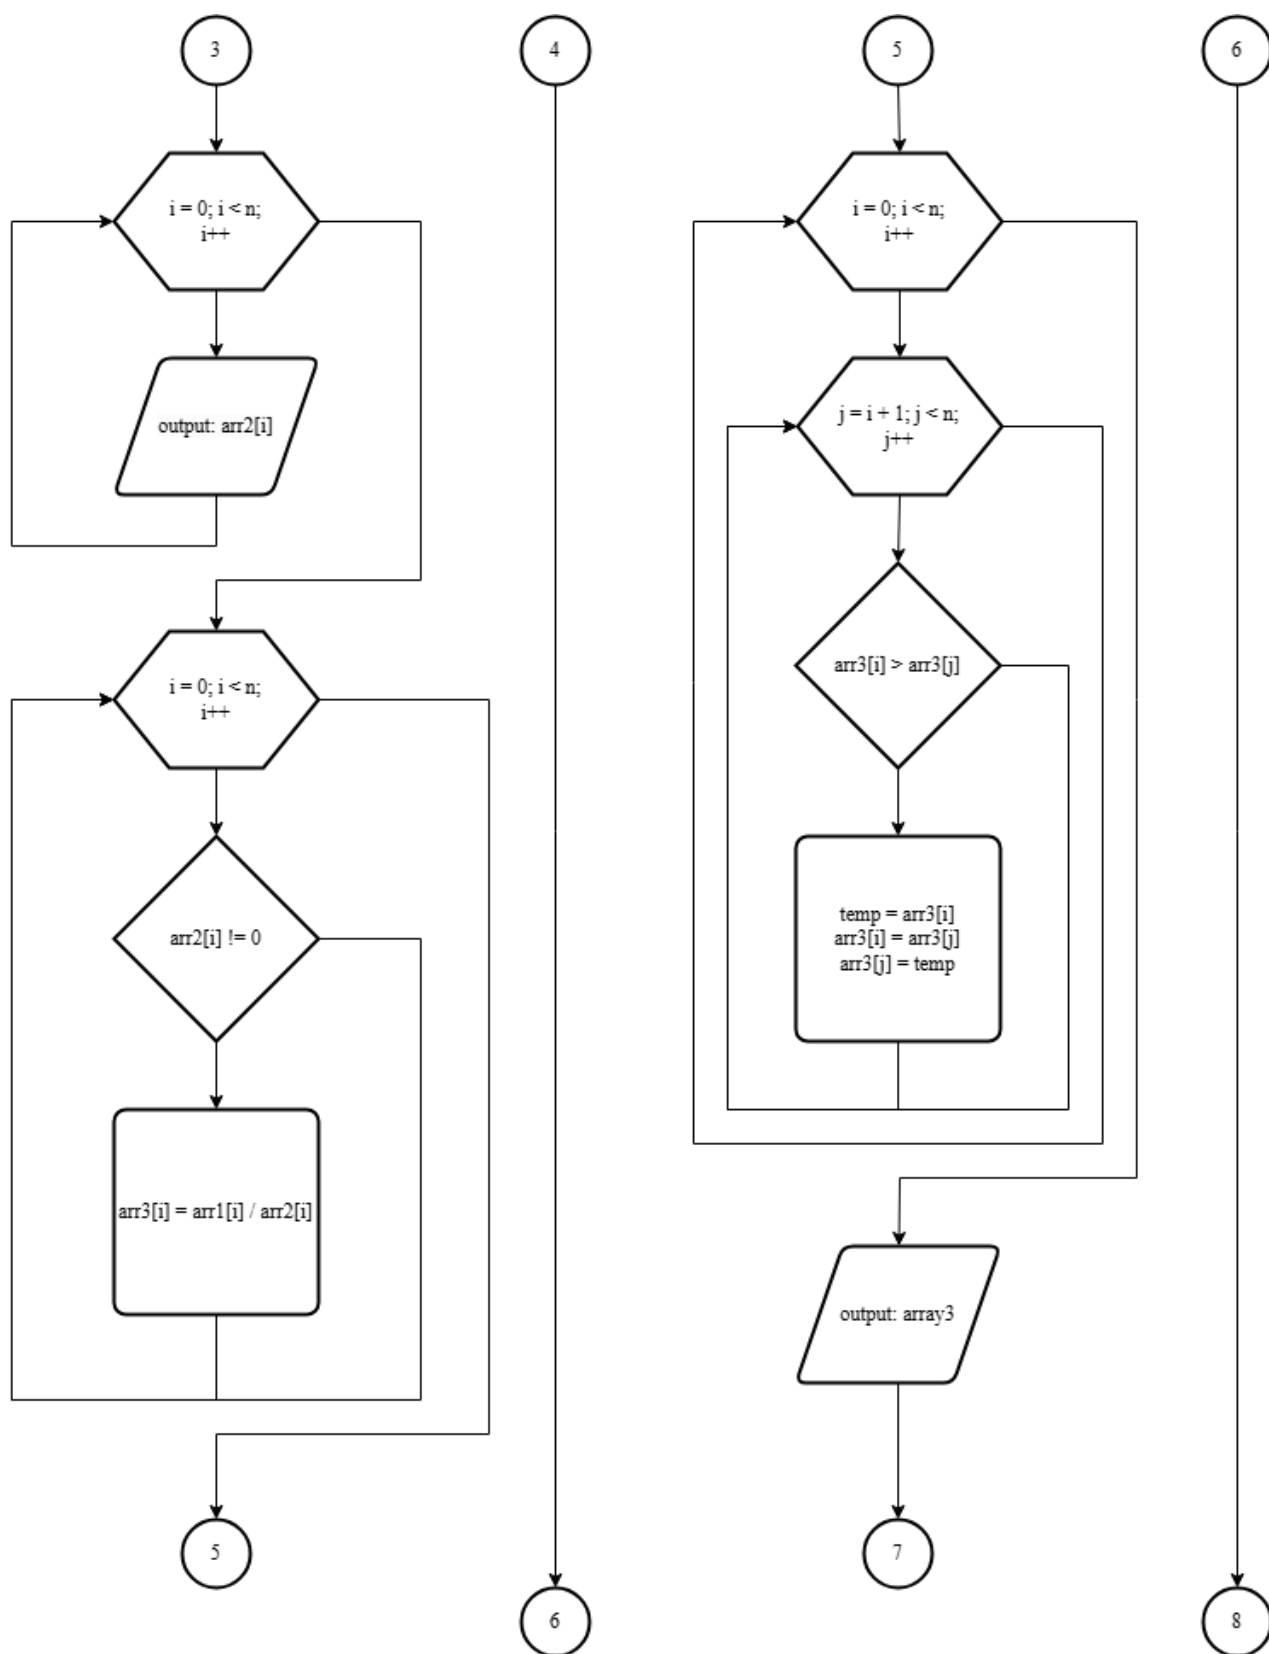 3
i = 0; i < n;
i++
output: arr2[i]
i = 0; i < n;
i++
arr2[i] != 0
arr3[i] = arr1[i] / arr2[i]
5
4
6
5
i = 0; i < n;
i++
j = i + 1; j < n;
j++
arr3[i] > arr3[j]
temp = arr3[i]
arr3[i] = arr3[j]
arr3[j] = temp
output: array3
7
6
8